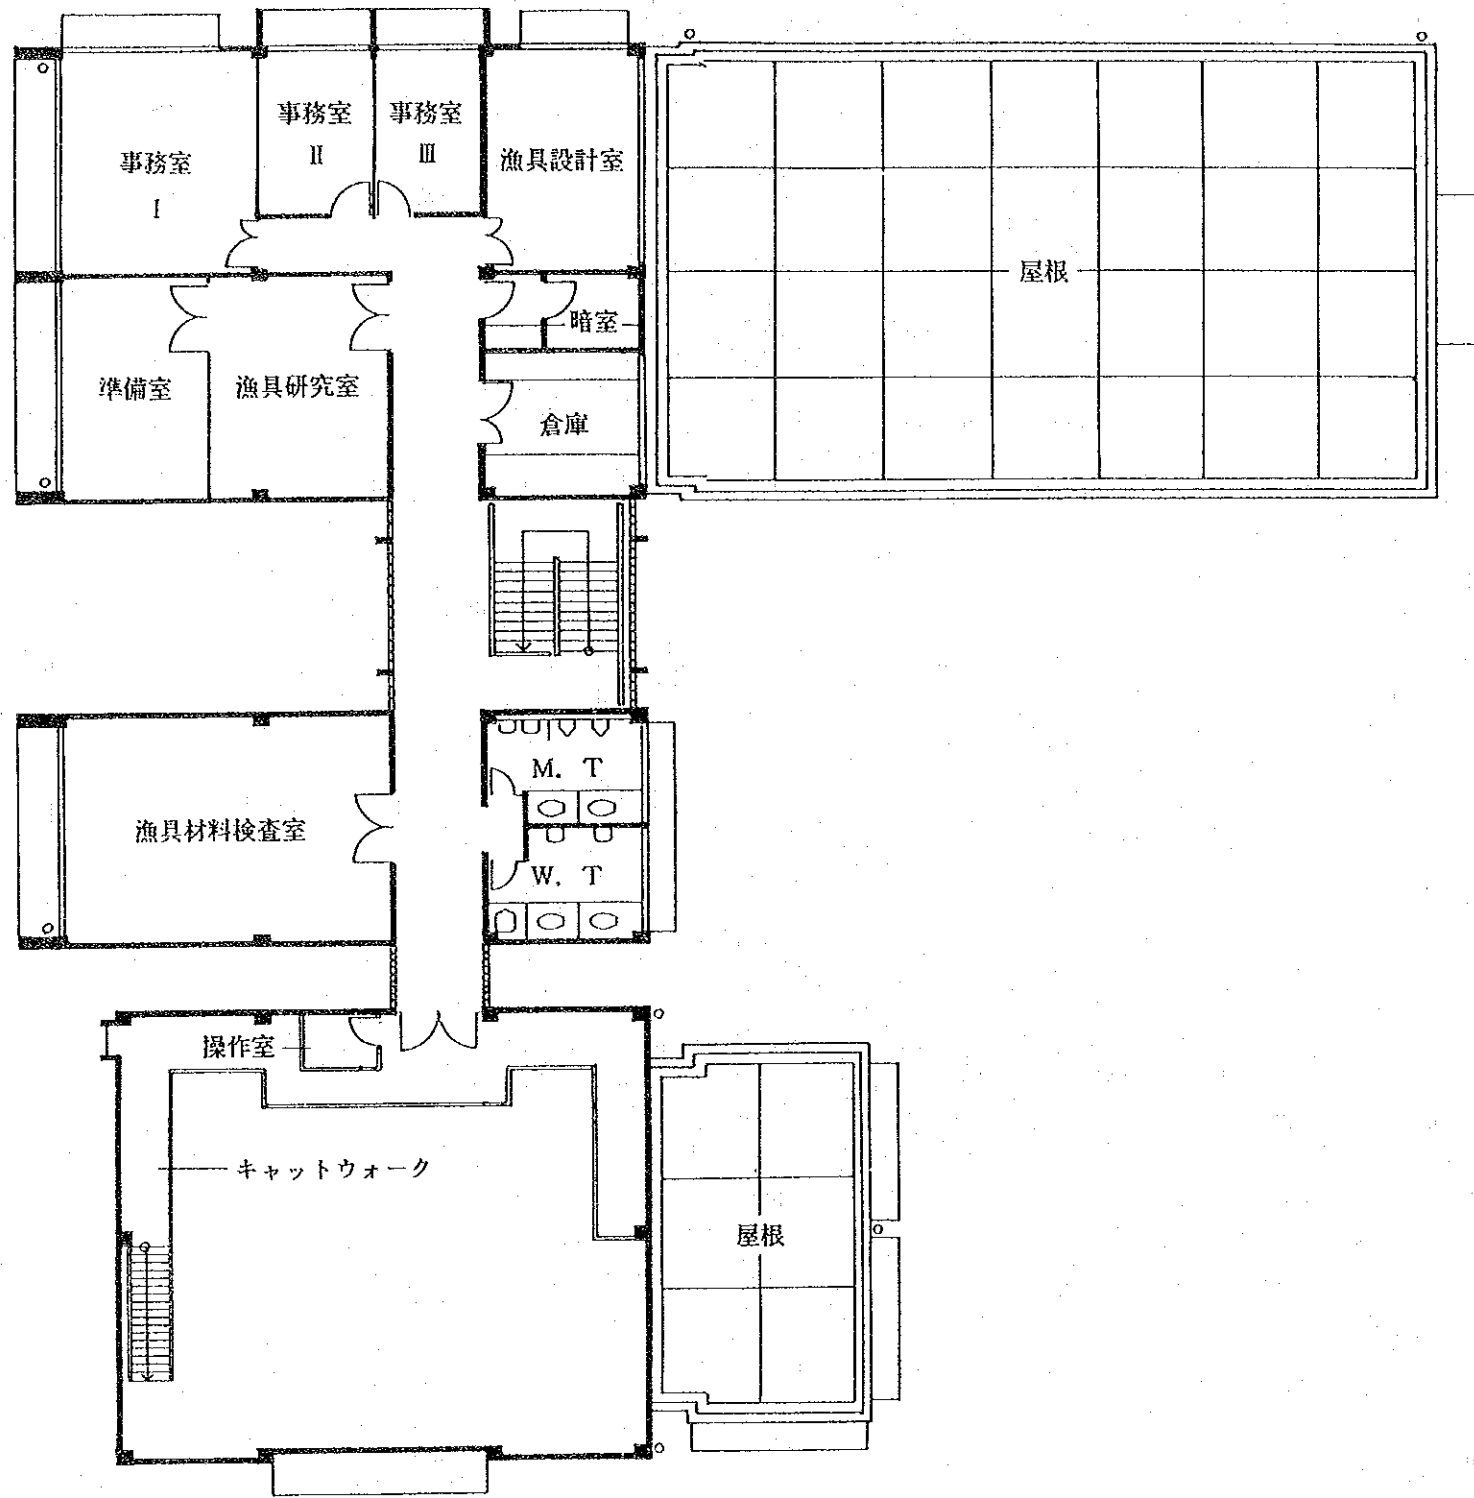 事務室
Ⅰ
事務室
Ⅱ
事務室
Ⅲ
漁具設計室
屋根
暗室
準備室
漁具研究室
倉庫
M. T
漁具材料検査室
W. T
操作室
キャットウォーク
屋根